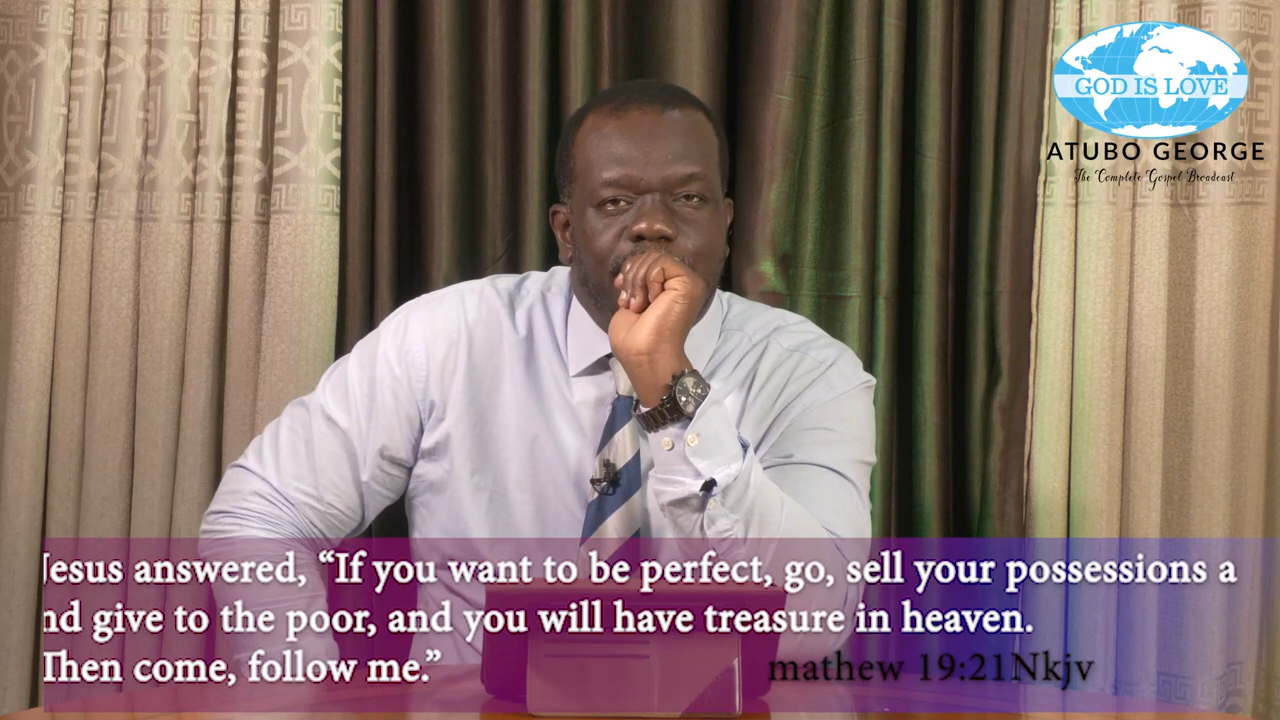 GOD IS LOVE
ATUBO GEORGE
The Complete Gospel Broadcast
Jesus answered, “If you want to be perfect, go, sell your possessions a
nd give to the poor, and you will have treasure in heaven.
Then come, follow me.”
mathew 19:21Nkjv